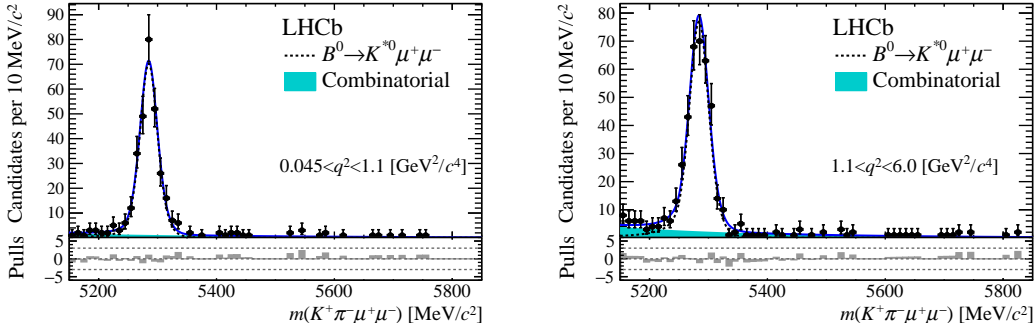 Candidates per 10 MeV/c²
90
80
70
60
50
40
30
20
10
LHCb
B⁰→K*⁰μ⁺μ⁻
Combinatorial
0.045<q²<1.1 [GeV²/c⁴]
Pulls
5
0
−5
5200 5400 5600 5800
m(K⁺π⁻μ⁺μ⁻) [MeV/c²]
Candidates per 10 MeV/c²
80
70
60
50
40
30
20
10
LHCb
B⁰→K*⁰μ⁺μ⁻
Combinatorial
1.1<q²<6.0 [GeV²/c⁴]
Pulls
5
0
−5
5200 5400 5600 5800
m(K⁺π⁻μ⁺μ⁻) [MeV/c²]